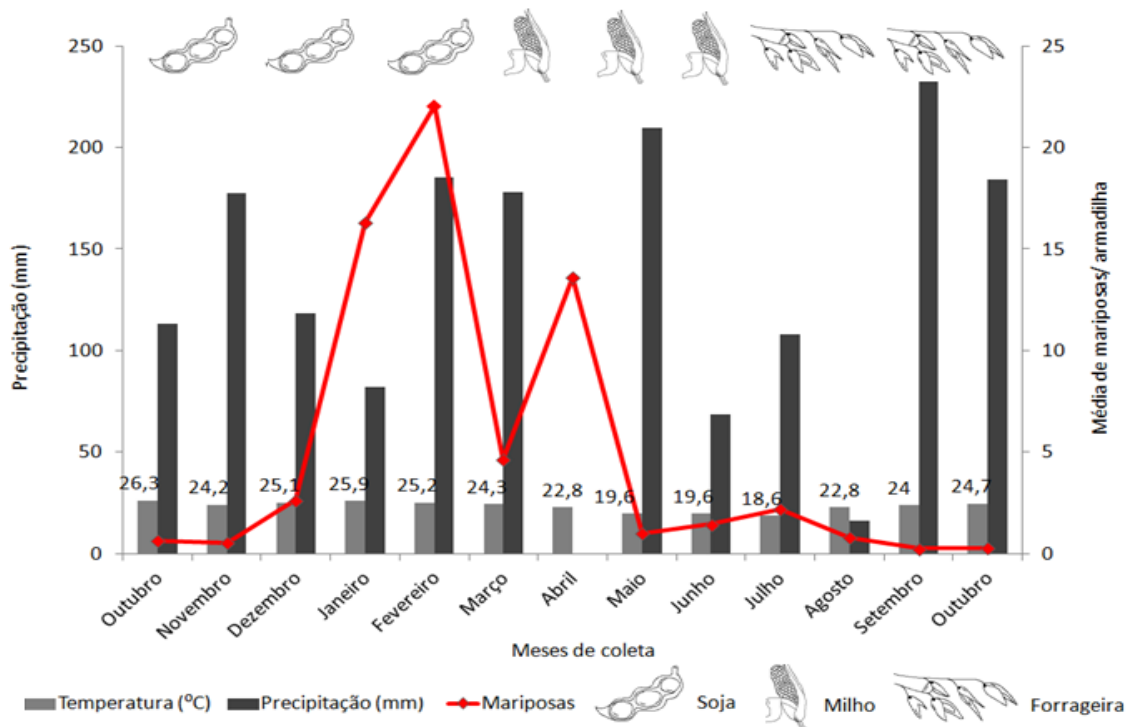 250
200
150
100
50
0
Precipitação (mm)
25
20
15
10
5
0
Média de mariposas/ armadilha
26,3
24,2
25,1
25,9
25,2
24,3
22,8
19,6
19,6
18,6
22,8
24
24,7
Outubro
Novembro
Dezembro
Janeiro
Fevereiro
Março
Abril
Maio
Junho
Julho
Agosto
Setembro
Outubro
Meses de coleta
Temperatura (ºC) Precipitação (mm) Mariposas Soja Milho Forrageira